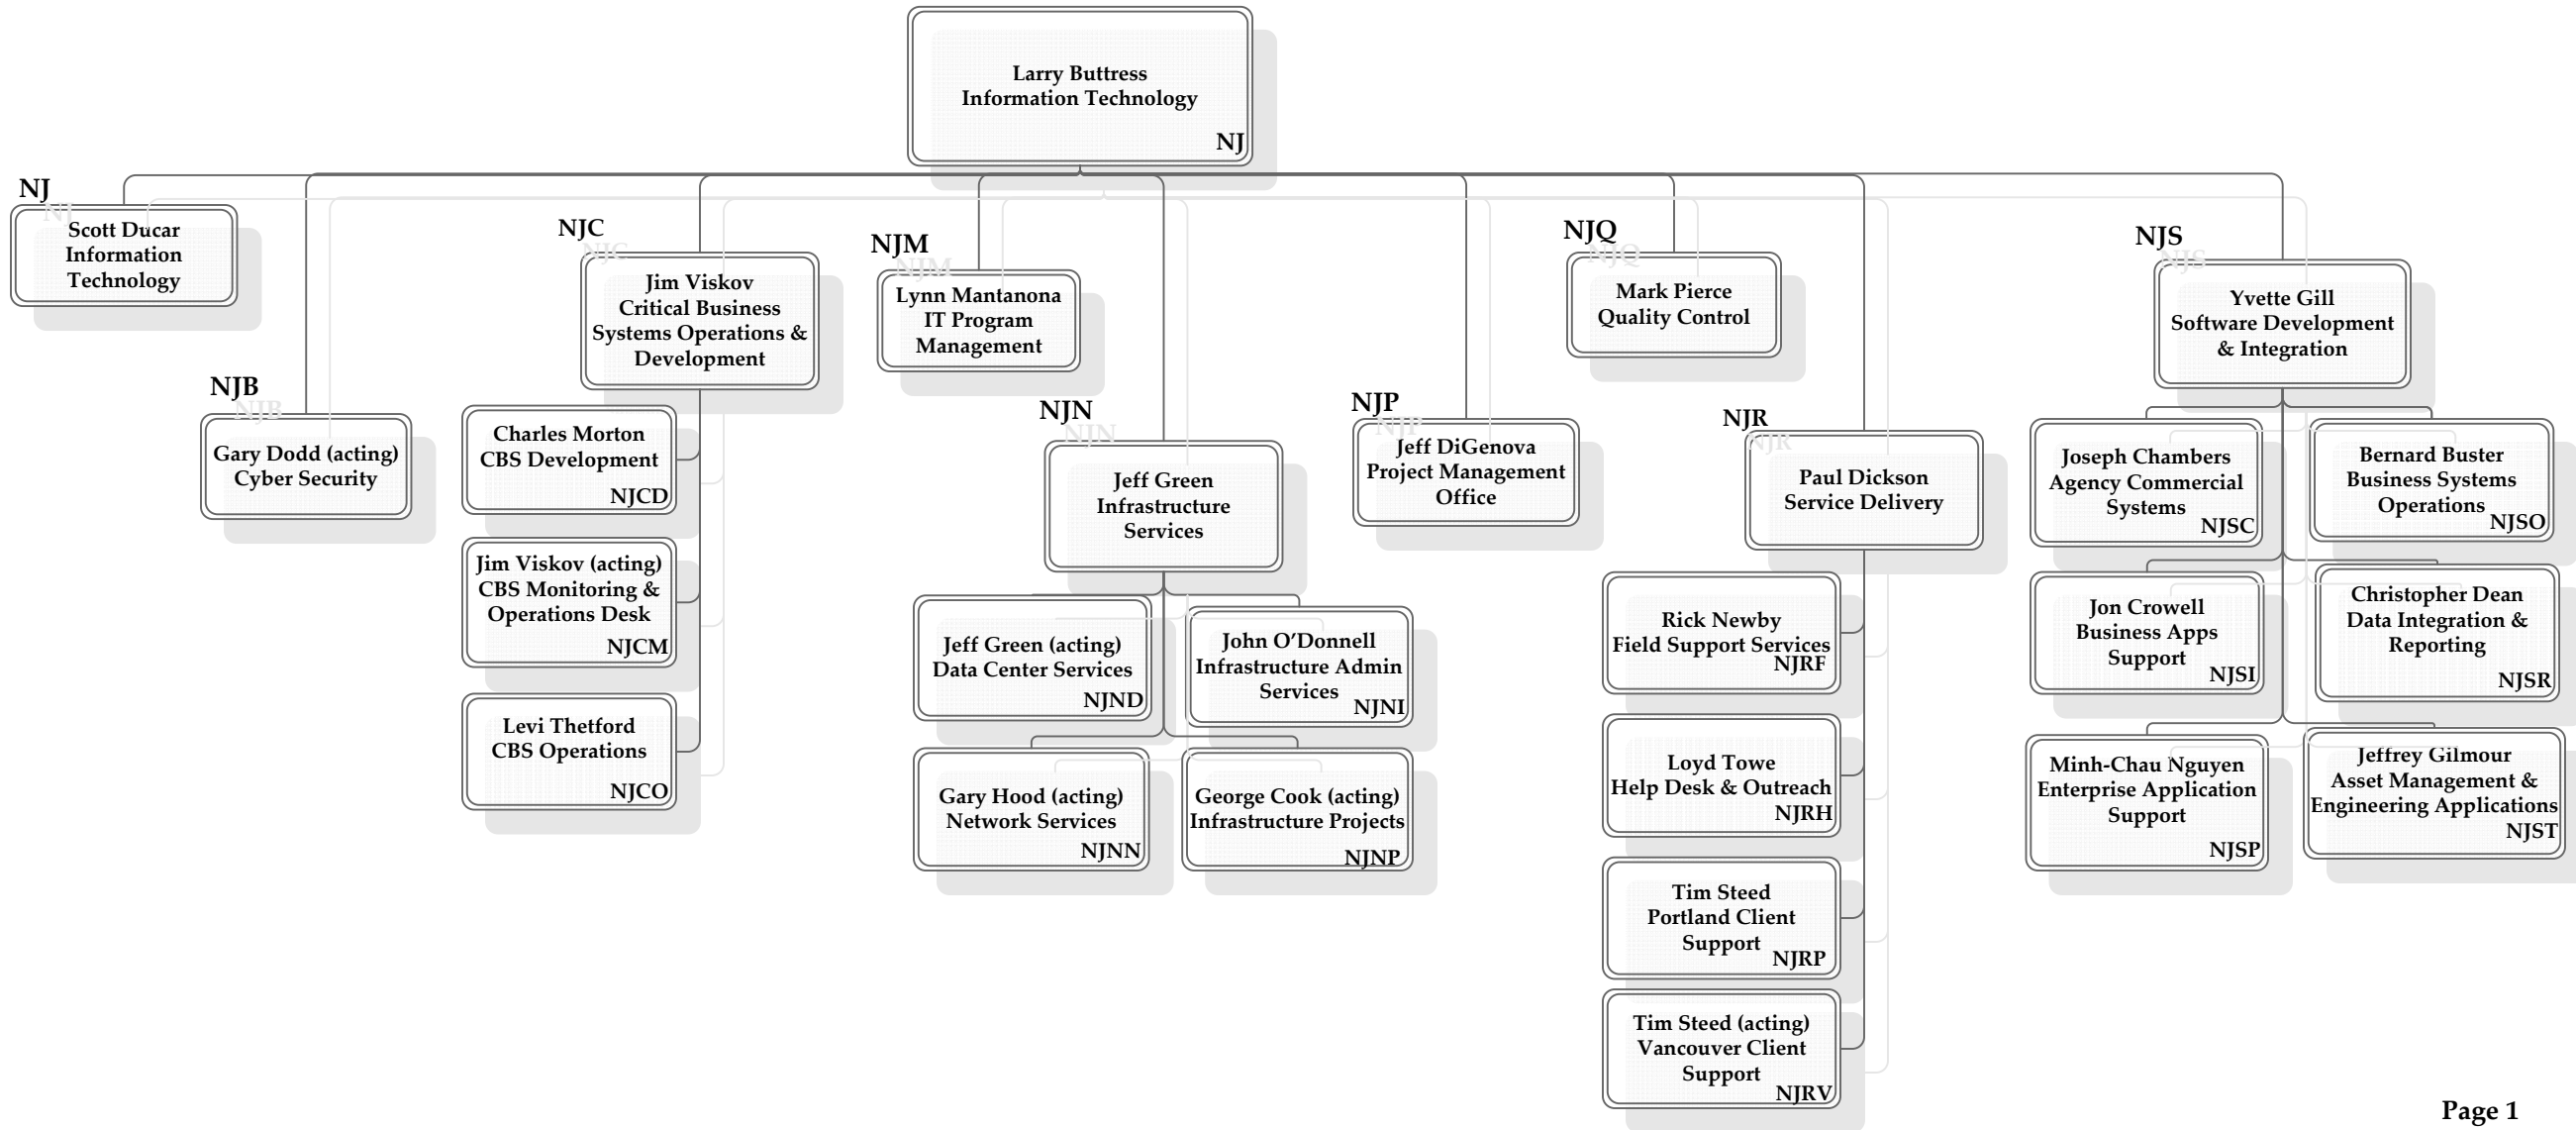 Larry Buttress
Information Technology
NJ
NJ
Scott Ducar
Information
Technology
NJB
Gary Dodd (acting)
Cyber Security
NJC
Jim Viskov
Critical Business
Systems Operations &
Development
Charles Morton
CBS Development
NJCD
Jim Viskov (acting)
CBS Monitoring &
Operations Desk
NJCM
Levi Thetford
CBS Operations
NJCO
NJM
Lynn Mantanona
IT Program
Management
NJN
Jeff Green
Infrastructure
Services
Jeff Green (acting)
Data Center Services
NJND
John O’Donnell
Infrastructure Admin
Services
NJNI
Gary Hood (acting)
Network Services
NJNN
George Cook (acting)
Infrastructure Projects
NJNP
NJP
Jeff DiGenova
Project Management
Office
NJQ
Mark Pierce
Quality Control
NJR
Paul Dickson
Service Delivery
Rick Newby
Field Support Services
NJRF
Loyd Towe
Help Desk & Outreach
NJRH
Tim Steed
Portland Client
Support
NJRP
Tim Steed (acting)
Vancouver Client
Support
NJRV
NJS
Yvette Gill
Software Development
& Integration
Joseph Chambers
Agency Commercial
Systems
NJSC
Bernard Buster
Business Systems
Operations
NJSO
Jon Crowell
Business Apps
Support
NJSI
Christopher Dean
Data Integration &
Reporting
NJSR
Minh-Chau Nguyen
Enterprise Application
Support
NJSP
Jeffrey Gilmour
Asset Management &
Engineering Applications
NJST
Page 1